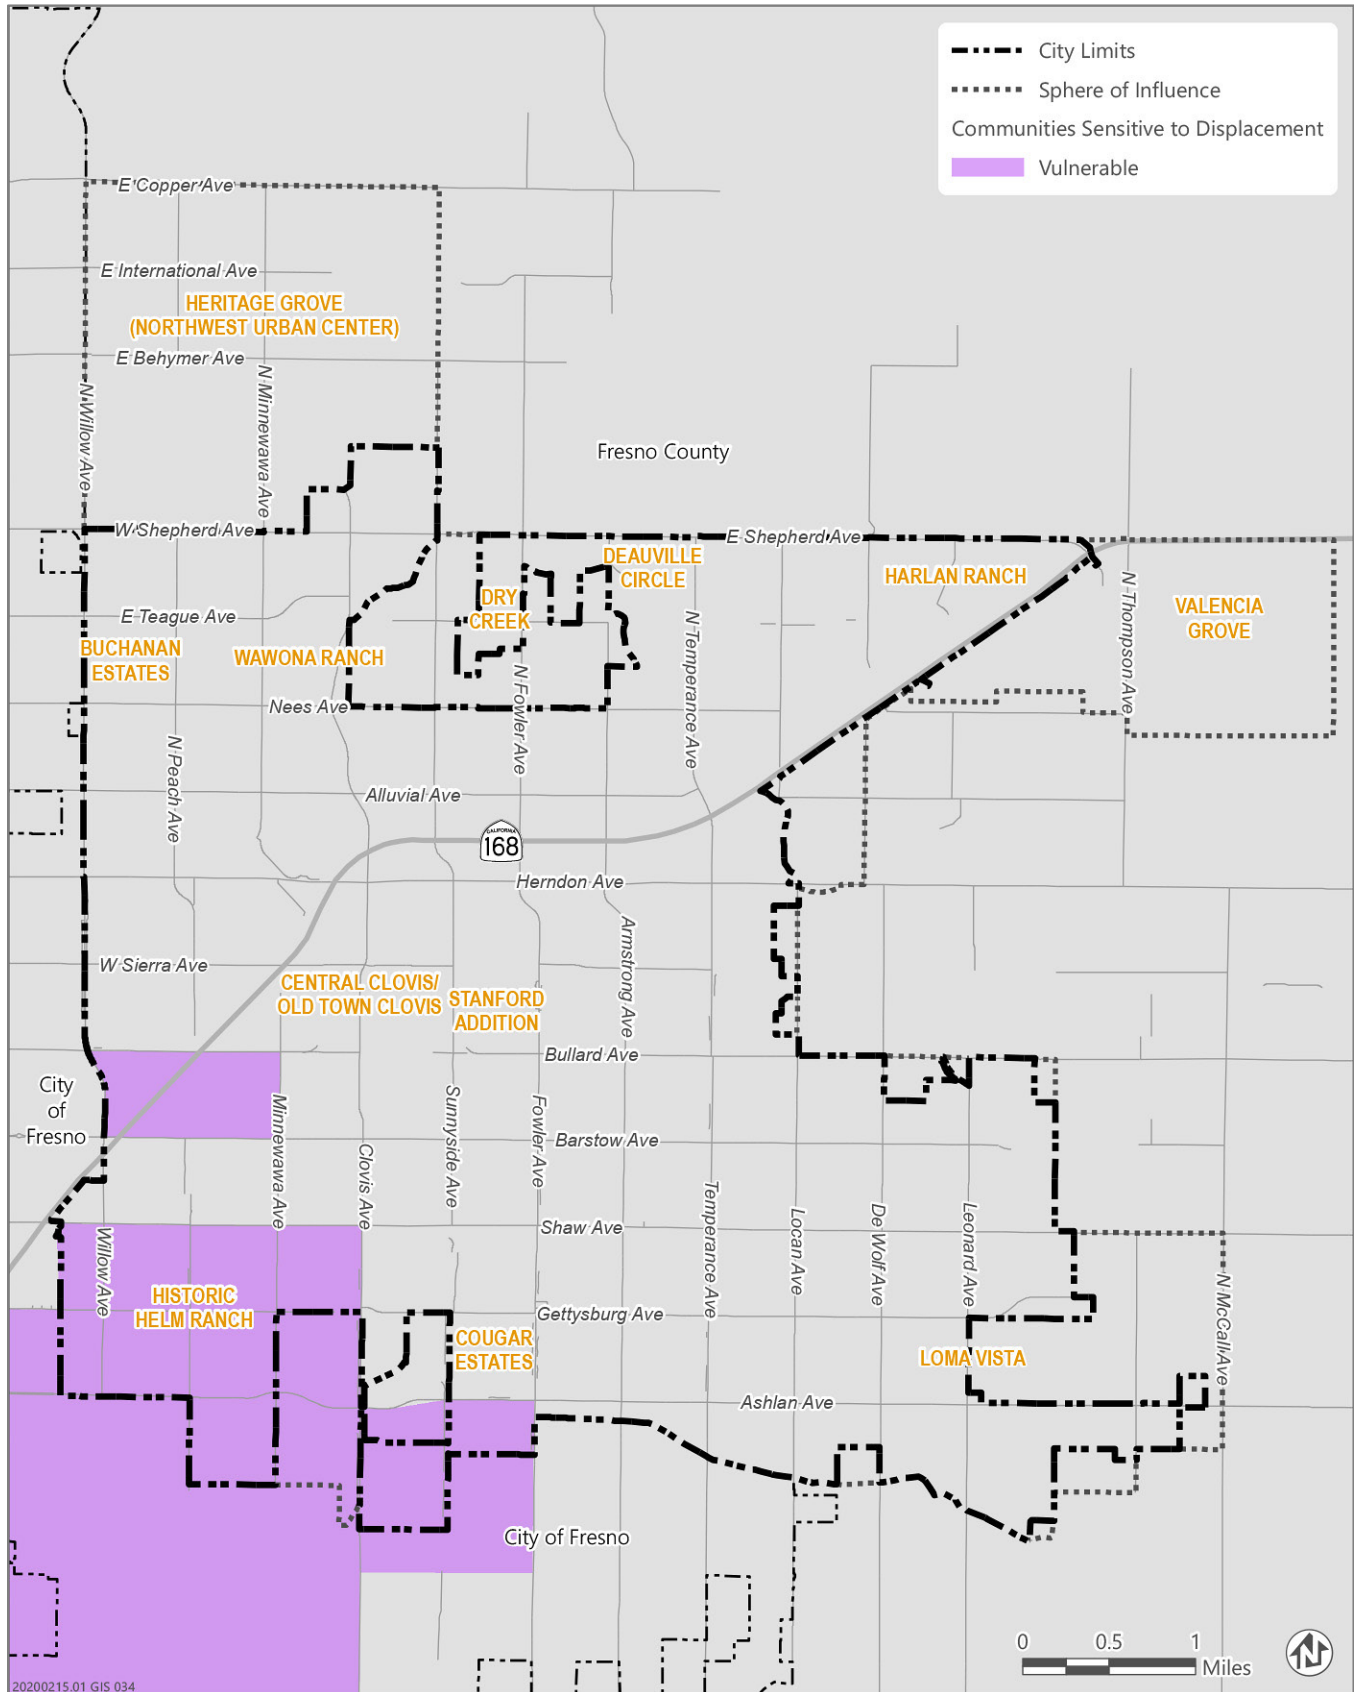 City Limits
Sphere of Influence
Communities Sensitive to Displacement
Vulnerable
E Copper Ave
E International Ave
HERITAGE GROVE
(NORTHWEST URBAN CENTER)
E Behymer Ave
N Willow Ave
N Minnewawa Ave
Fresno County
W Shepherd Ave
E Shepherd Ave
DEAUVILLE
CIRCLE
HARLAN RANCH
DRY
CREEK
N Thompson Ave
VALENCIA
GROVE
E Teague Ave
BUCHANAN
ESTATES
WAWONA RANCH
N Temperance Ave
N Fowler Ave
Nees Ave
N Peach Ave
Alluvial Ave
CALIFORNIA
168
Herndon Ave
Armstrong Ave
W Sierra Ave
CENTRAL CLOVIS/
OLD TOWN CLOVIS
STANFORD
ADDITION
Bullard Ave
City
of
Fresno
Minnewawa Ave
Clovis Ave
Sunnyside Ave
Fowler Ave
Barstow Ave
Temperance Ave
Locan Ave
De Wolf Ave
Leonard Ave
Shaw Ave
Willow Ave
N McCall Ave
HISTORIC
HELM RANCH
Gettysburg Ave
COUGAR
ESTATES
LOMA VISTA
Ashlan Ave
City of Fresno
0 0.5 1
Miles
N
20200215.01 GIS 034